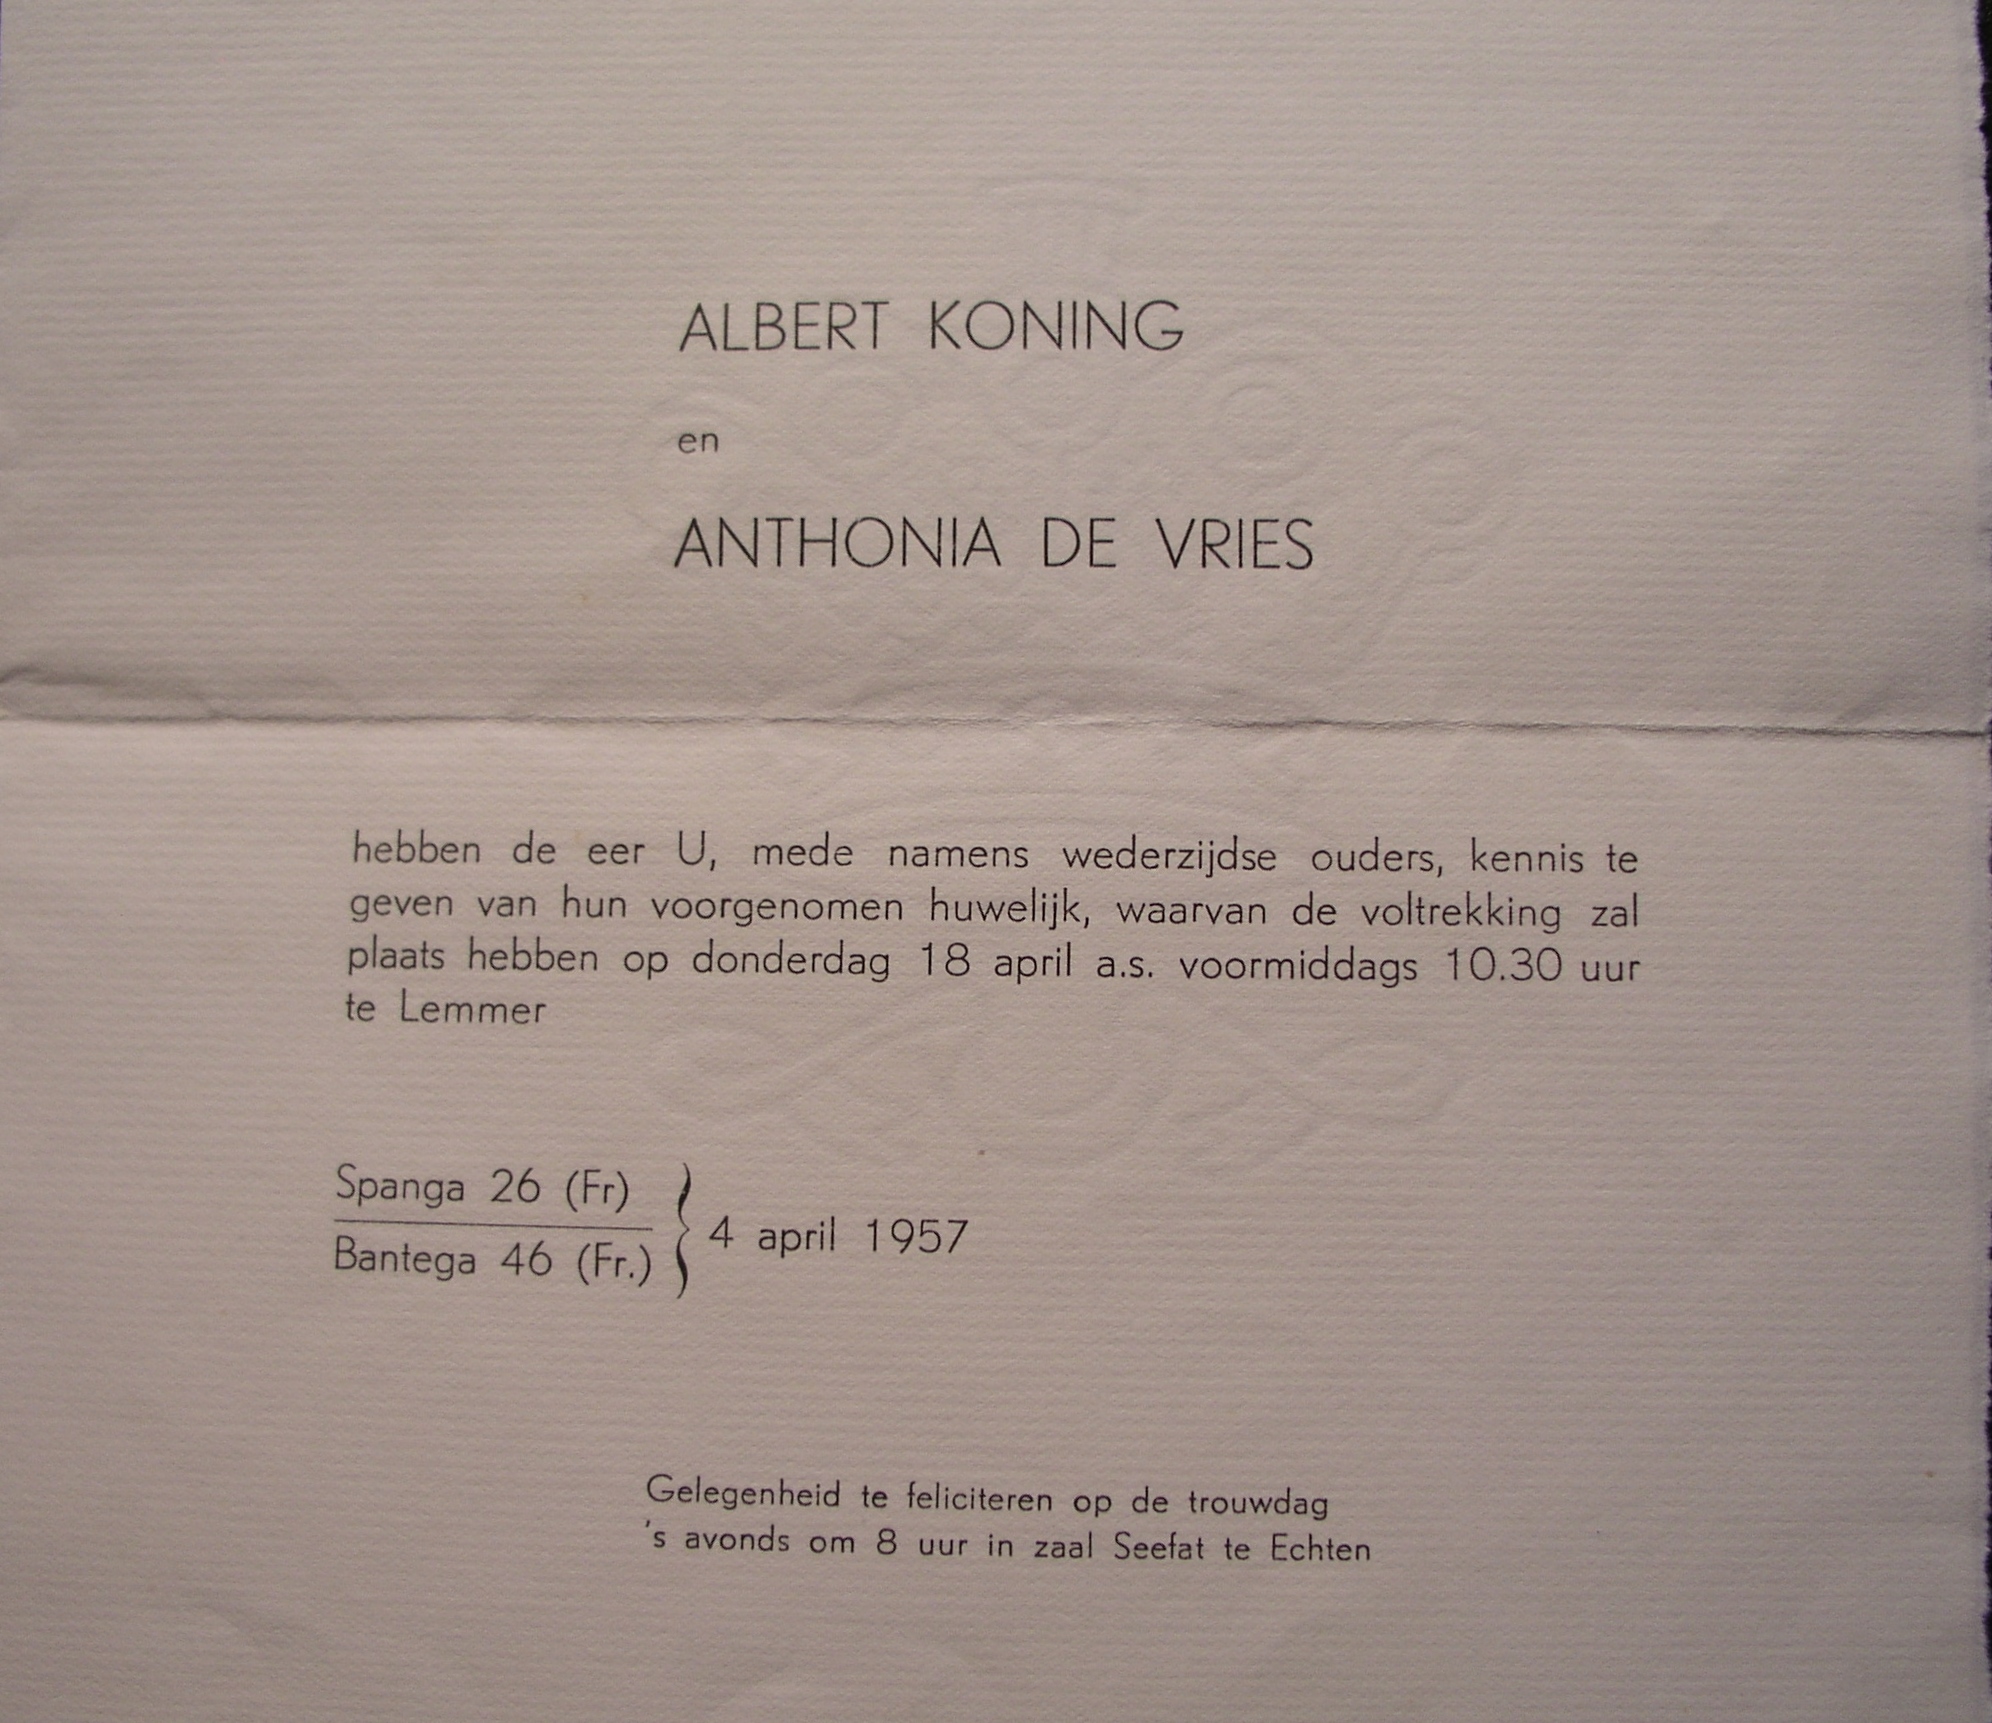 ALBERT KONING
en
ANTHONIA DE VRIES
hebben de eer U, mede namens wederzijdse ouders, kennis te
geven van hun voorgenomen huwelijk, waarvan de voltrekking zal
plaats hebben op donderdag 18 april a.s. voormiddags 10.30 uur
te Lemmer
Spanga 26 (Fr)
Bantega 46 (Fr.)
4 april 1957
Gelegenheid te feliciteren op de trouwdag
's avonds om 8 uur in zaal Seefat te Echten